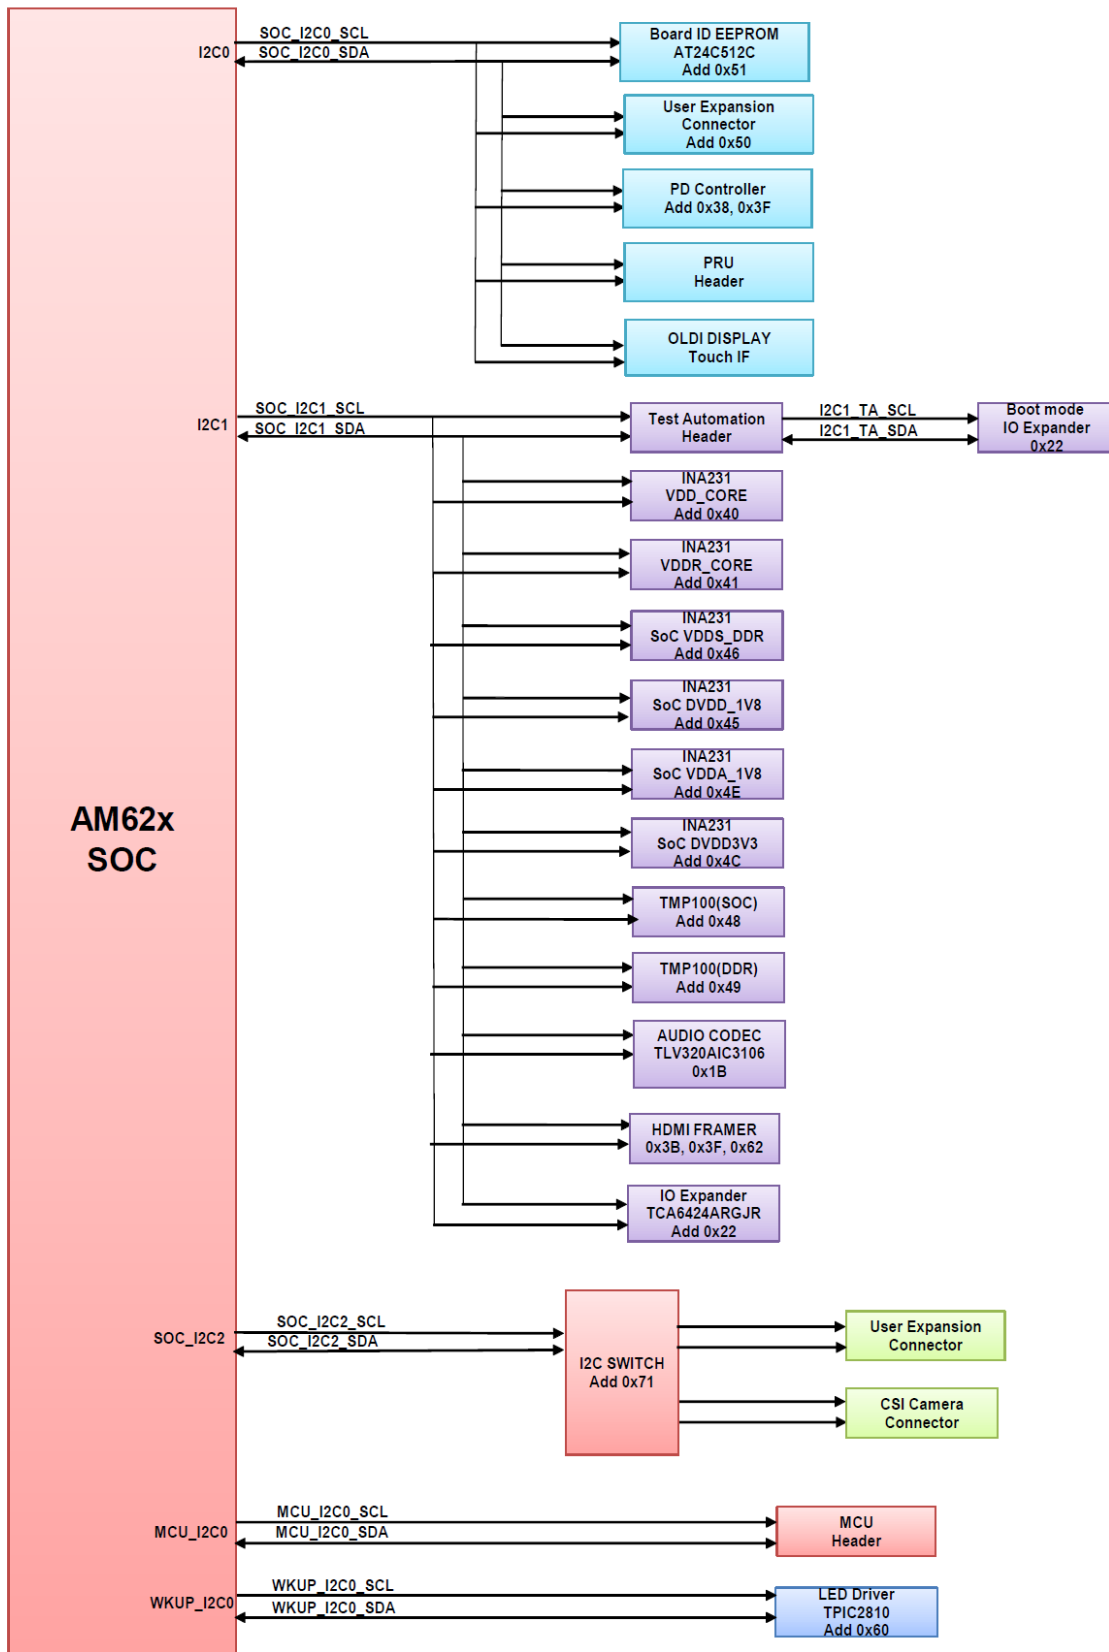 I2C0
SOC_I2C0_SCL
SOC_I2C0_SDA
Board ID EEPROM
AT24C512C
Add 0x51
User Expansion
Connector
Add 0x50
PD Controller
Add 0x38, 0x3F
PRU
Header
OLDI DISPLAY
Touch IF
I2C1
SOC_I2C1_SCL
SOC_I2C1_SDA
Test Automation
Header
I2C1_TA_SCL
I2C1_TA_SDA
Boot mode
IO Expander
0x22
INA231
VDD_CORE
Add 0x40
INA231
VDDR_CORE
Add 0x41
INA231
SoC VDDS_DDR
Add 0x46
INA231
SoC DVDD_1V8
Add 0x45
INA231
SoC VDDA_1V8
Add 0x4E
INA231
SoC DVDD3V3
Add 0x4C
AM62x
SOC
TMP100(SOC)
Add 0x48
TMP100(DDR)
Add 0x49
AUDIO CODEC
TLV320AIC3106
0x1B
HDMI FRAMER
0x3B, 0x3F, 0x62
IO Expander
TCA6424ARGJR
Add 0x22
SOC_I2C2
SOC_I2C2_SCL
SOC_I2C2_SDA
I2C SWITCH
Add 0x71
User Expansion
Connector
CSI Camera
Connector
MCU_I2C0
MCU_I2C0_SCL
MCU_I2C0_SDA
MCU
Header
WKUP_I2C0
WKUP_I2C0_SCL
WKUP_I2C0_SDA
LED Driver
TPIC2810
Add 0x60